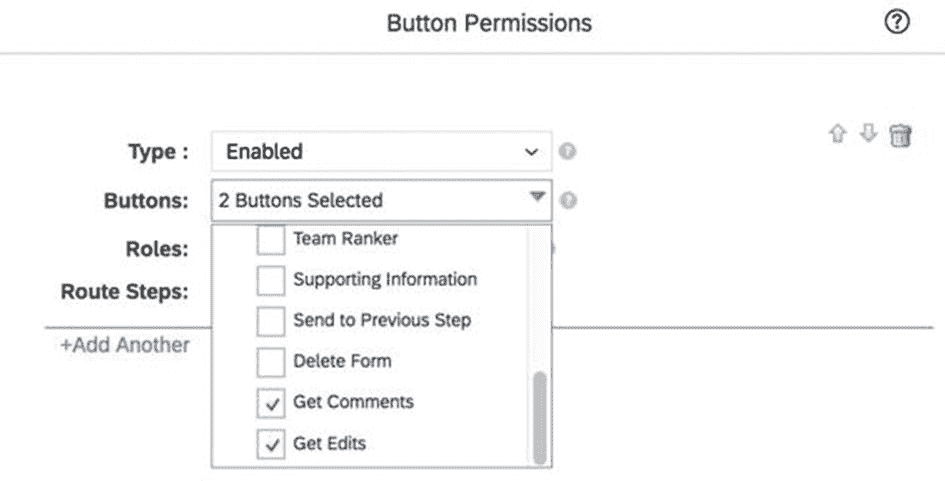 Button Permissions
Type :
Enabled
Buttons:
2 Buttons Selected
Roles:
Team Ranker
Supporting Information
Route Steps:
Send to Previous Step
+Add Another
Delete Form
Get Comments
Get Edits